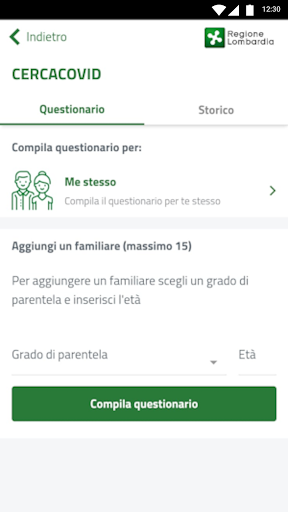 12:30
Indietro
Regione
Lombardia
CERCACOVID
Questionario
Storico
Compila questionario per:
Me stesso
Compila il questionario per te stesso
Aggiungi un familiare (massimo 15)
Per aggiungere un familiare scegli un grado di
parentela e inserisci l'età
Grado di parentela
Età
Compila questionario